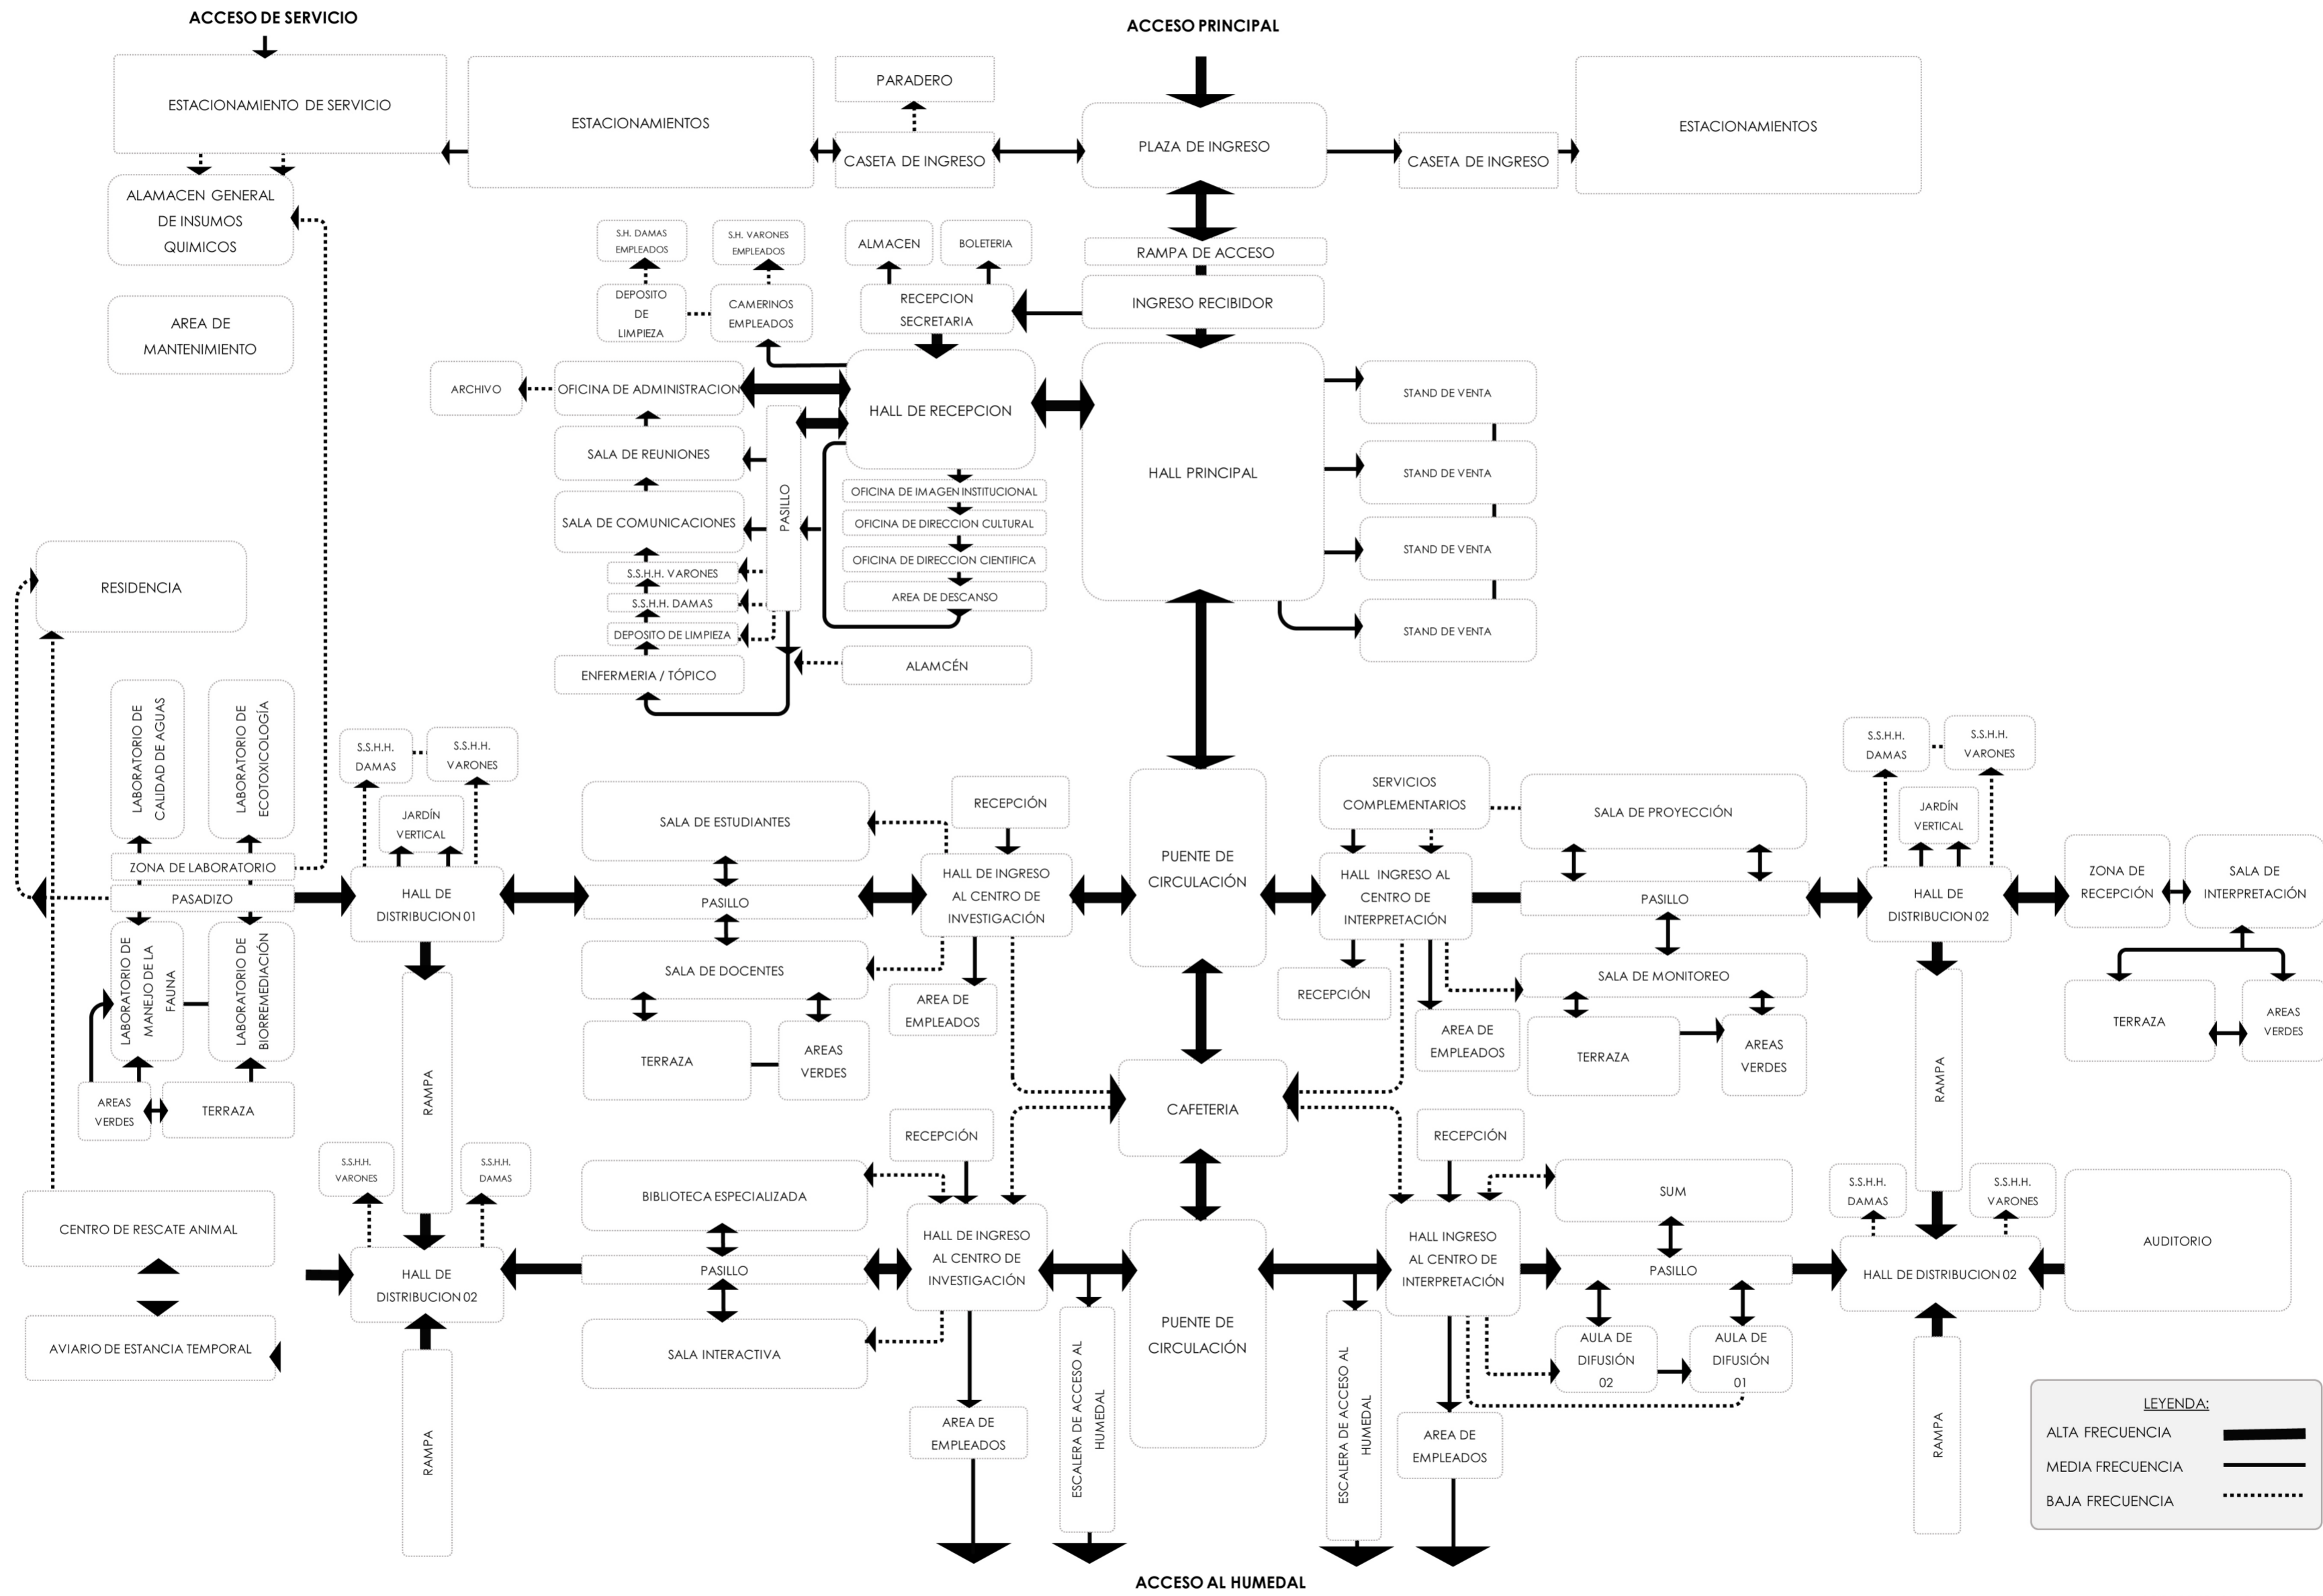 ACCESO DE SERVICIO
ACCESO PRINCIPAL
ESTACIONAMIENTO DE SERVICIO
ESTACIONAMIENTOS
PARADERO
CASETA DE INGRESO
PLAZA DE INGRESO
CASETA DE INGRESO
ESTACIONAMIENTOS
ALAMACEN GENERAL
DE INSUMOS
QUIMICOS
AREA DE
MANTENIMIENTO
S.H. DAMAS
EMPLEADOS
S.H. VARONES
EMPLEADOS
ALMACEN
BOLETERIA
RAMPA DE ACCESO
DEPOSITO
DE
LIMPIEZA
CAMERINOS
EMPLEADOS
RECEPCION
SECRETARIA
INGRESO RECIBIDOR
ARCHIVO
OFICINA DE ADMINISTRACION
HALL DE RECEPCION
HALL PRINCIPAL
STAND DE VENTA
STAND DE VENTA
STAND DE VENTA
STAND DE VENTA
SALA DE REUNIONES
SALA DE COMUNICACIONES
PASILLO
OFICINA DE IMAGEN INSTITUCIONAL
OFICINA DE DIRECCION CULTURAL
OFICINA DE DIRECCION CIENTIFICA
AREA DE DESCANSO
S.S.H.H. VARONES
S.S.H.H. DAMAS
DEPOSITO DE LIMPIEZA
ENFERMERIA / TÓPICO
ALAMCÉN
RESIDENCIA
LABORATORIO DE
CALIDAD DE AGUAS
LABORATORIO DE
ECOTOXICOLOGÍA
ZONA DE LABORATORIO
PASADIZO
LABORATORIO DE
MANEJO DE LA
FAUNA
LABORATORIO DE
BIORREMEDIACIÓN
AREAS
VERDES
TERRAZA
S.S.H.H.
DAMAS
S.S.H.H.
VARONES
JARDÍN
VERTICAL
HALL DE
DISTRIBUCION 01
RAMPA
SALA DE ESTUDIANTES
PASILLO
SALA DE DOCENTES
TERRAZA
AREAS
VERDES
RECEPCIÓN
HALL DE INGRESO
AL CENTRO DE
INVESTIGACIÓN
AREA DE
EMPLEADOS
PUENTE DE
CIRCULACIÓN
SERVICIOS
COMPLEMENTARIOS
HALL INGRESO AL
CENTRO DE
INTERPRETACIÓN
RECEPCIÓN
AREA DE
EMPLEADOS
SALA DE PROYECCIÓN
PASILLO
SALA DE MONITOREO
TERRAZA
AREAS
VERDES
S.S.H.H.
DAMAS
S.S.H.H.
VARONES
JARDÍN
VERTICAL
HALL DE
DISTRIBUCION 02
ZONA DE
RECEPCIÓN
SALA DE
INTERPRETACIÓN
TERRAZA
AREAS
VERDES
RAMPA
CAFETERIA
CENTRO DE RESCATE ANIMAL
AVIARIO DE ESTANCIA TEMPORAL
S.S.H.H.
VARONES
S.S.H.H.
DAMAS
HALL DE
DISTRIBUCION 02
RAMPA
BIBLIOTECA ESPECIALIZADA
PASILLO
SALA INTERACTIVA
RECEPCIÓN
HALL DE INGRESO
AL CENTRO DE
INVESTIGACIÓN
AREA DE
EMPLEADOS
ESCALERA DE ACCESO AL
HUMEDAL
PUENTE DE
CIRCULACIÓN
ESCALERA DE ACCESO AL
HUMEDAL
RECEPCIÓN
HALL INGRESO
AL CENTRO DE
INTERPRETACIÓN
AREA DE
EMPLEADOS
SUM
PASILLO
AULA DE
DIFUSIÓN
02
AULA DE
DIFUSIÓN
01
S.S.H.H.
DAMAS
S.S.H.H.
VARONES
HALL DE DISTRIBUCION 02
AUDITORIO
RAMPA
LEYENDA:
ALTA FRECUENCIA
MEDIA FRECUENCIA
BAJA FRECUENCIA
ACCESO AL HUMEDAL